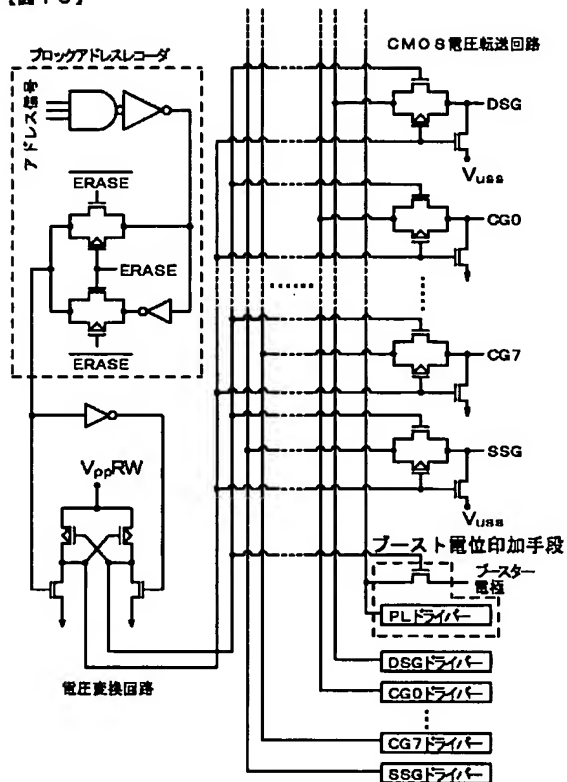 CMOS電圧転送回路
ブロックアドレスレコーダ
アドレス信号
DSG
Vuss
ERASE
CG0
ERASE
ERASE
CG7
SSG
VppRW
Vuss
ブースト電位印加手段
ブースター
電極
PLドライバー
DSGドライバー
電圧変換回路
CG0ドライバー
CG7ドライバー
SSGドライバー